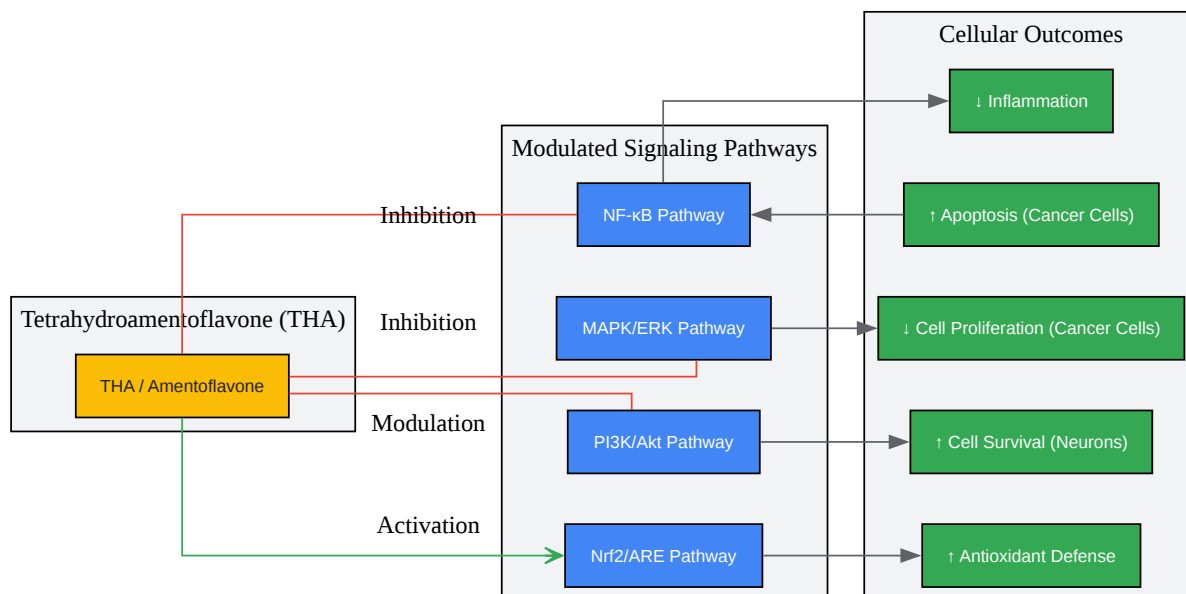 Cellular Outcomes
↓ Inflammation
Modulated Signaling Pathways
Inhibition
NF-κB Pathway
↑ Apoptosis (Cancer Cells)
Tetrahydroamentoflavone (THA)
Inhibition
MAPK/ERK Pathway
↓ Cell Proliferation (Cancer Cells)
THA / Amentoflavone
Modulation
PI3K/Akt Pathway
↑ Cell Survival (Neurons)
Activation
Nrf2/ARE Pathway
↑ Antioxidant Defense